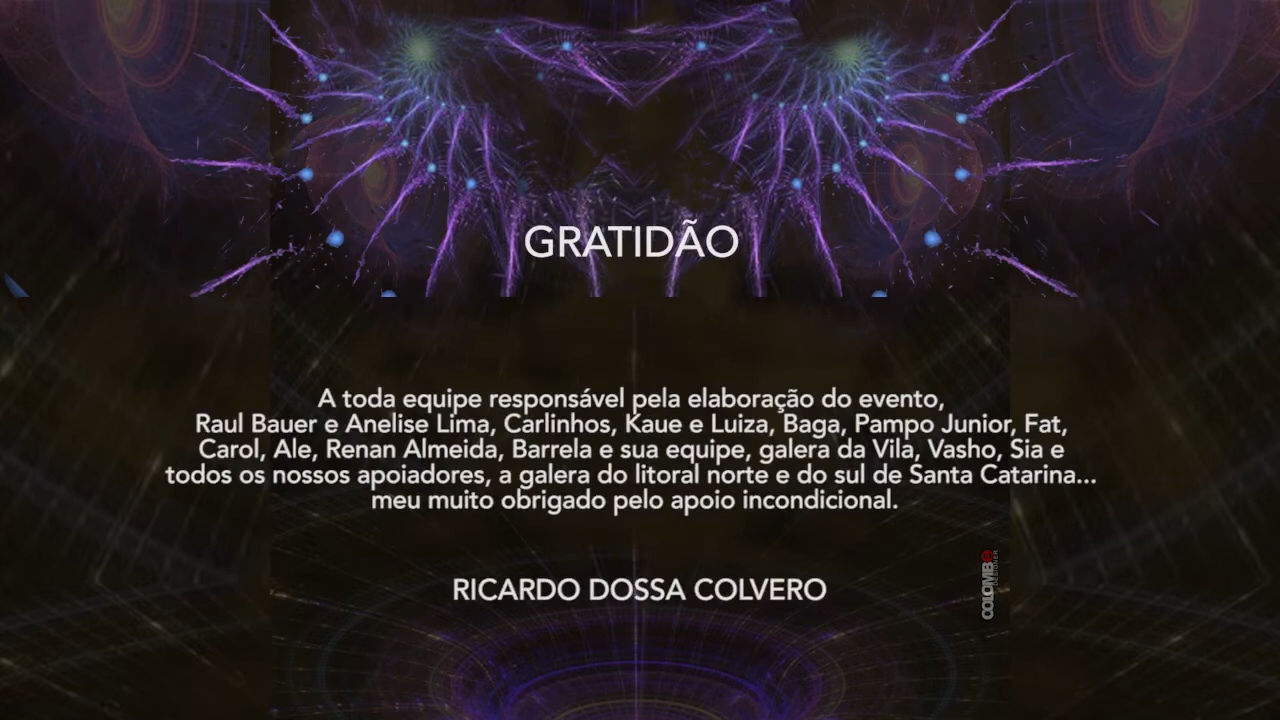 GRATIDÃO
A toda equipe responsável pela elaboração do evento,
Raul Bauer e Anelise Lima, Carlinhos, Kaue e Luiza, Baga, Pampo Junior, Fat,
Carol, Ale, Renan Almeida, Barrela e sua equipe, galera da Vila, Vasho, Sia e
todos os nossos apoiadores, a galera do litoral norte e do sul de Santa Catarina...
meu muito obrigado pelo apoio incondicional.
RICARDO DOSSA COLVERO
COLOMBO
DESIGNER